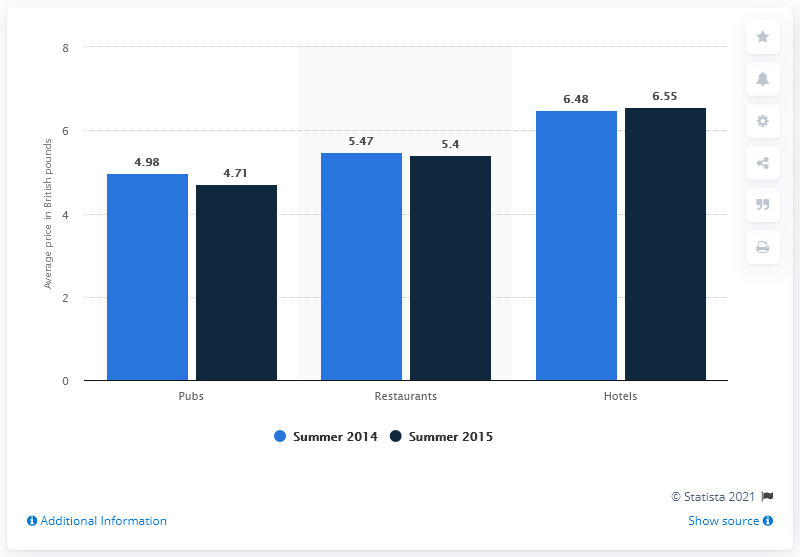 8
6
4
2
0
Average price in British pounds
4.98
4.71
5.47
5.4
6.48
6.55
Pubs
Restaurants
Hotels
Summer 2014
Summer 2015
© Statista 2021
Additional Information
Show source